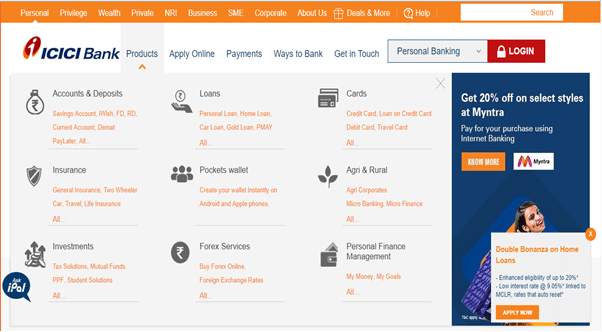 Personal Privilege Wealth Private NRI Business SME Corporate About Us Deals & More Help Search
ICICI Bank Products Apply Online Payments Ways to Bank Get in Touch Personal Banking LOGIN
Accounts & Deposits
Savings Account, iWish, FD, RD,
Current Account, Demat
PayLater, All...
Loans
Personal Loan, Home Loan,
Car Loan, Gold Loan, PMAY
All...
Cards
Credit Card, Loan on Credit Card
Debit Card, Travel Card
All...
Insurance
General Insurance, Two Wheeler
Car, Travel, Life Insurance
All...
Pockets wallet
Create your wallet instantly on
Android and Apple phones.
Agri & Rural
Agri Corporates
Micro Banking, Micro Finance
All...
Investments
Tax Solutions, Mutual Funds
PPF, Student Solutions
All...
Forex Services
Buy Forex Online,
Foreign Exchange Rates
All...
Personal Finance
Management
My Money, My Goals
All...
Ask
iPal
Get 20% off on select styles
at Myntra
Pay for your purchase using
Internet Banking
KNOW MORE Myntra
X
Double Bonanza on Home
Loans
- Enhanced eligibility of up to 20%*
- Low interest rate @ 9.05%* linked to
MCLR, rates that auto reset*
APPLY NOW
T&C apply